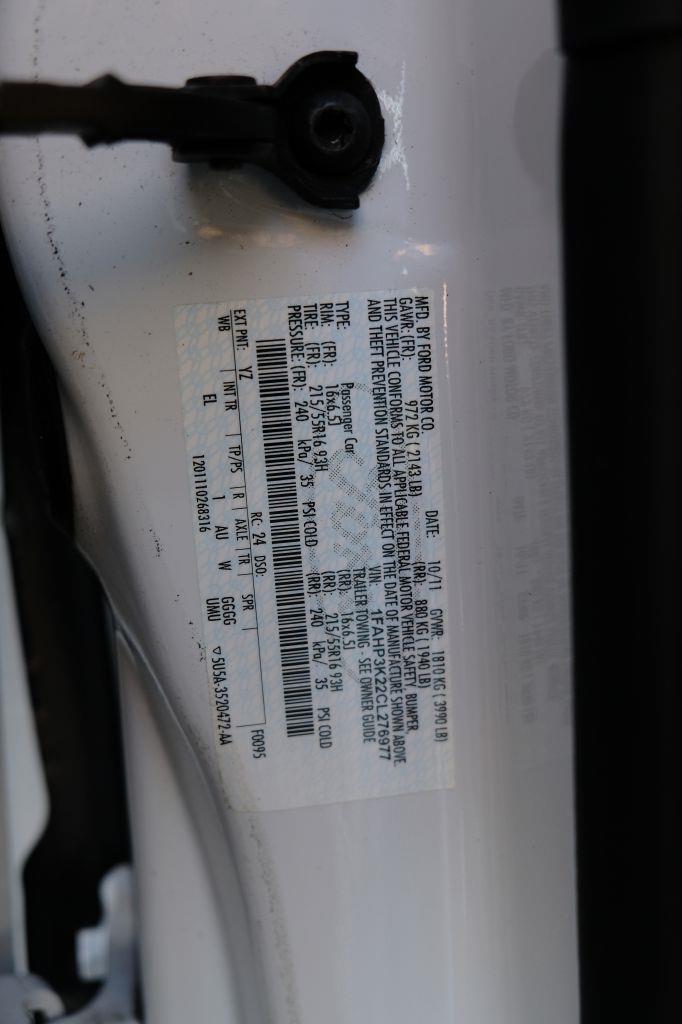 MFD. BY FORD MOTOR CO. DATE: 10/11 GVWR: 1810 KG ( 3990 LB)
GAWR: (FR): 972 KG ( 2143 LB) (RR): 880 KG ( 1940 LB)
THIS VEHICLE CONFORMS TO ALL APPLICABLE FEDERAL MOTOR VEHICLE SAFETY, BUMPER,
AND THEFT PREVENTION STANDARDS IN EFFECT ON THE DATE OF MANUFACTURE SHOWN ABOVE
VIN: 1FAHP3K22CL276977
TYPE: Passenger Car TRAILER TOWING - SEE OWNER GUIDE
RIM: (FR): 16x6.5J (RR): 16x6.5J
TIRE: (FR): 215/55R16 93H (RR): 215/55R16 93H
PRESSURE: (FR): 240 kPa/ 35 PSI COLD (RR): 240 kPa/ 35 PSI COLD
F0095
EXT PNT: YZ RC: 24 DSO:
WB INT TR TP/PS R AXLE TR SPR
EL 1 AU W GGGG
UMU
1201110268316 5U5A-3520472-AA